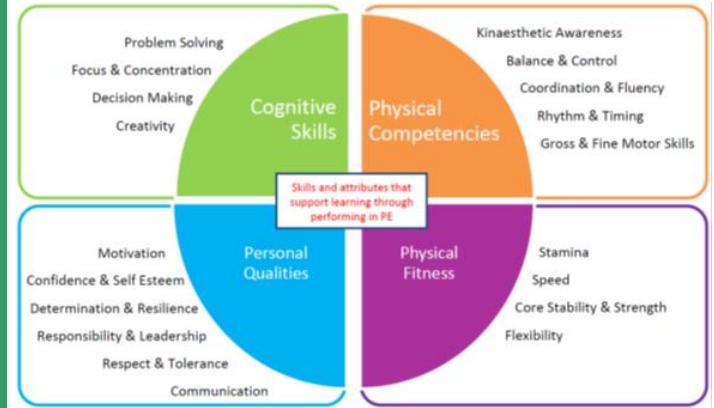 Problem Solving
Focus & Concentration
Decision Making
Creativity
Cognitive
Skills
Physical
Competencies
Kinaesthetic Awareness
Balance & Control
Coordination & Fluency
Rhythm & Timing
Gross & Fine Motor Skills
Skills and attributes that
support learning through
performing in PE
Motivation
Confidence & Self Esteem
Determination & Resilience
Responsibility & Leadership
Respect & Tolerance
Communication
Personal
Qualities
Physical
Fitness
Stamina
Speed
Core Stability & Strength
Flexibility